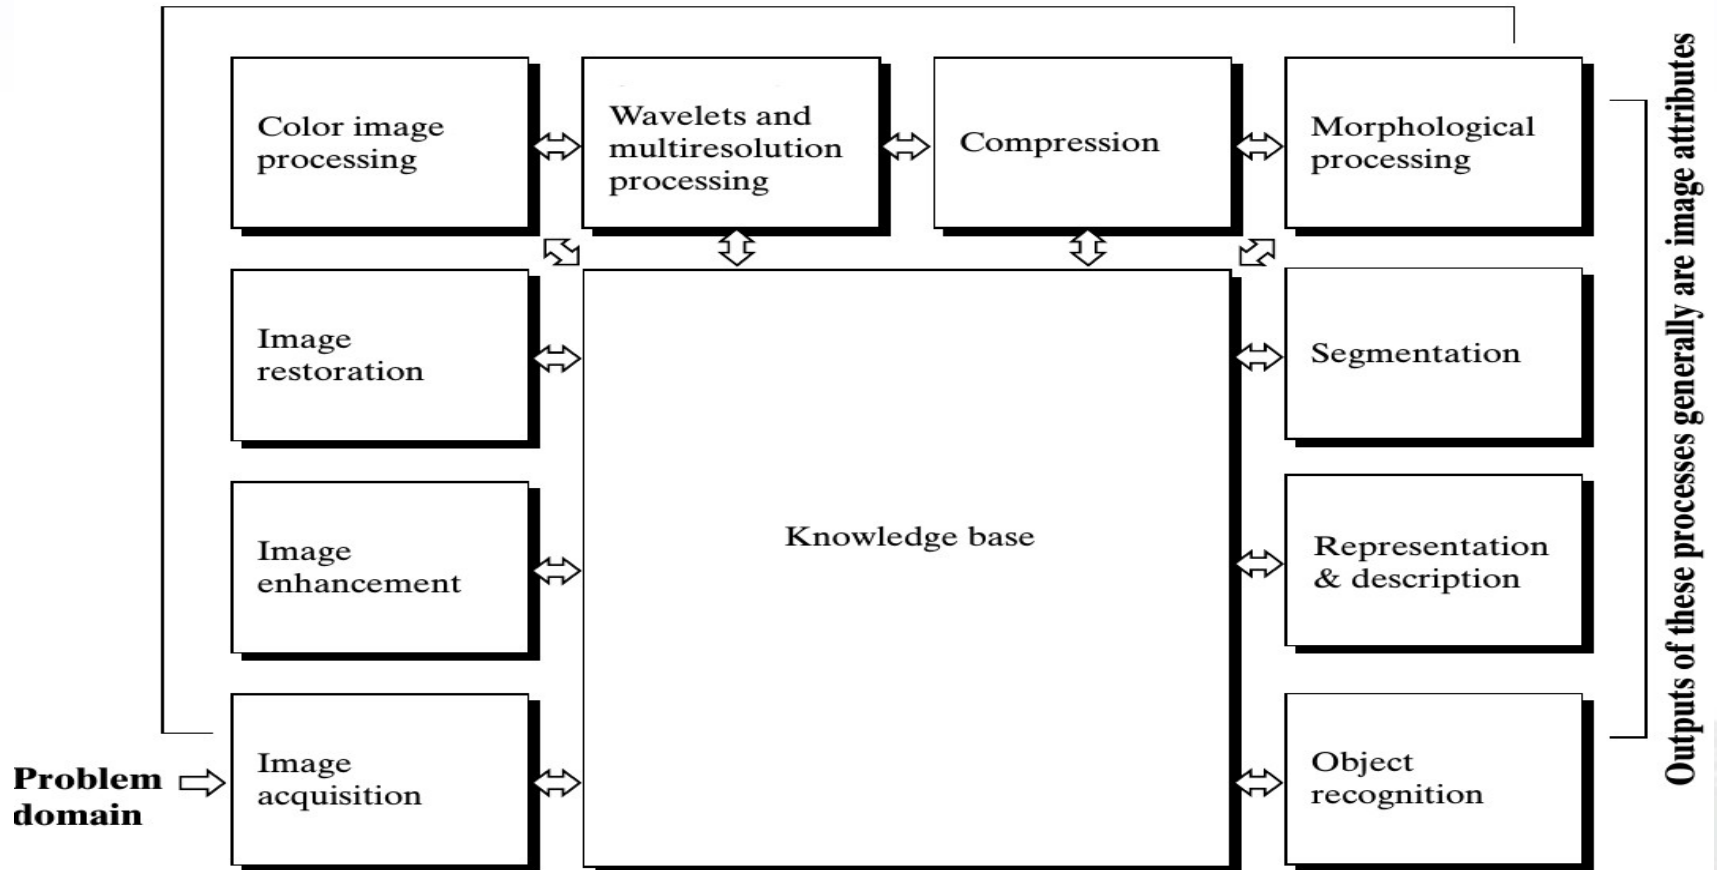 Color image
processing
Wavelets and
multiresolution
processing
Compression
Morphological
processing
Image
restoration
Segmentation
Image
enhancement
Knowledge base
Representation
& description
Problem
domain
Image
acquisition
Object
recognition
Outputs of these processes generally are image attributes